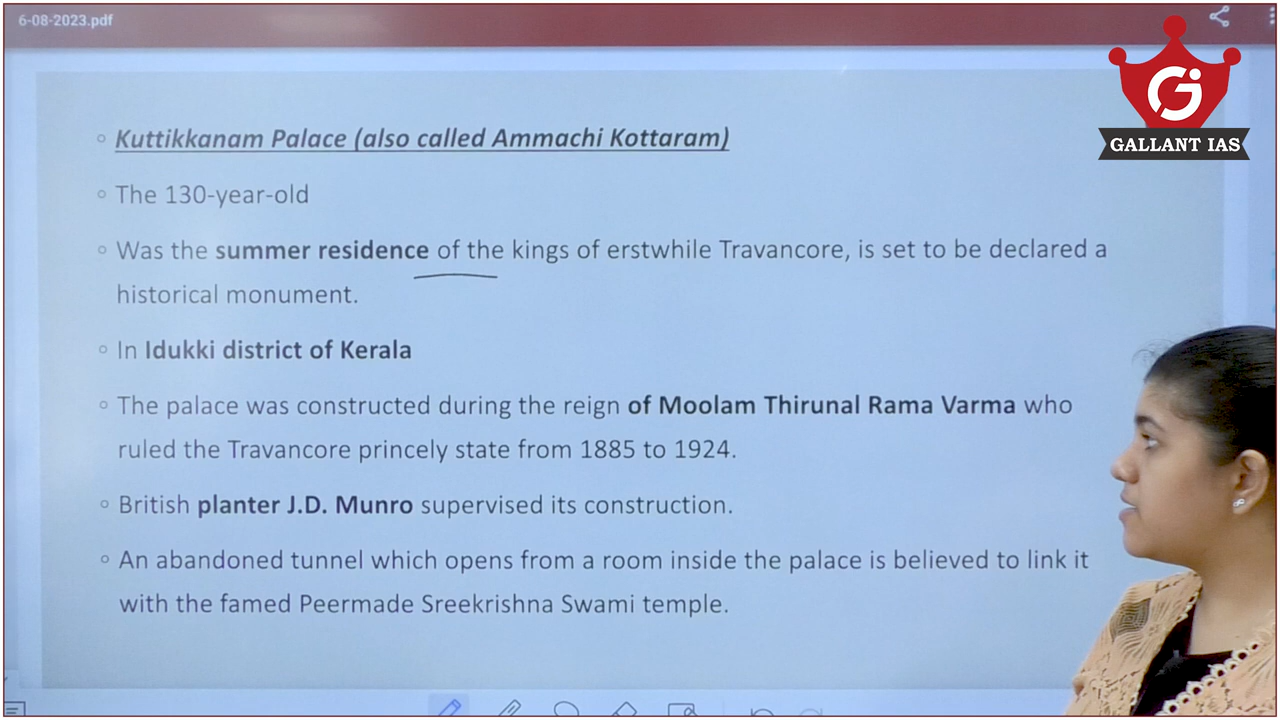 6-08-2023.pdf
GALLANT IAS
Kuttikkanam Palace (also called Ammachi Kottaram)
The 130-year-old
Was the summer residence of the kings of erstwhile Travancore, is set to be declared a
historical monument.
In Idukki district of Kerala
The palace was constructed during the reign of Moolam Thirunal Rama Varma who
ruled the Travancore princely state from 1885 to 1924.
British planter J.D. Munro supervised its construction.
An abandoned tunnel which opens from a room inside the palace is believed to link it
with the famed Peermade Sreekrishna Swami temple.